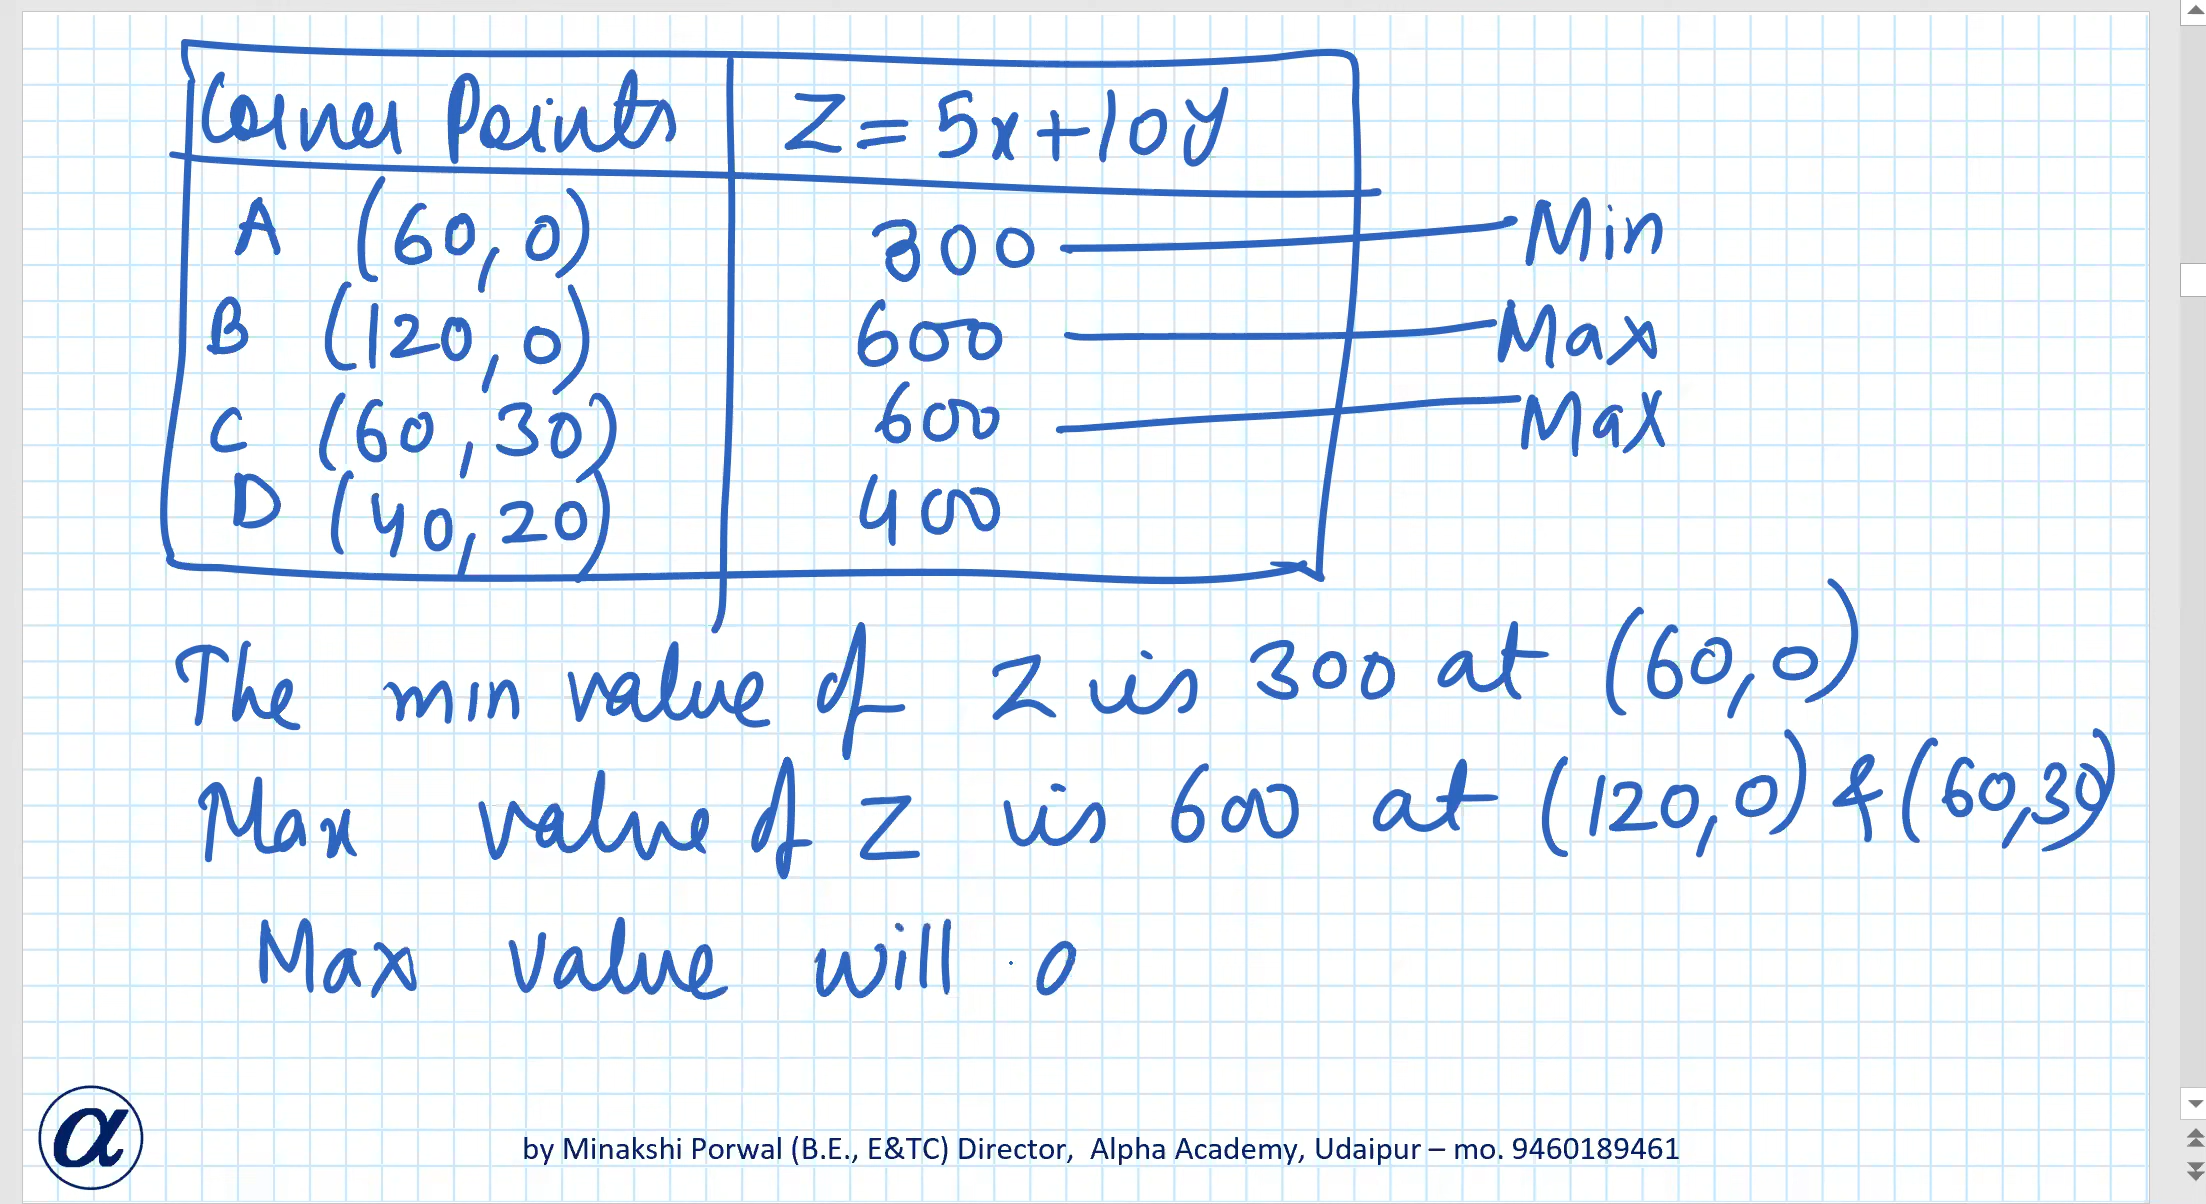 Corner Points Z=5x+10y
A (60,0) 300 Min
B (120,0) 600 Max
C (60,30) 600 Max
D (40,20) 400
The min value of Z is 300 at (60,0)
Max value of Z is 600 at (120,0) & (60,30)
Max value will o
α
by Minakshi Porwal (B.E., E&TC) Director, Alpha Academy, Udaipur – mo. 9460189461